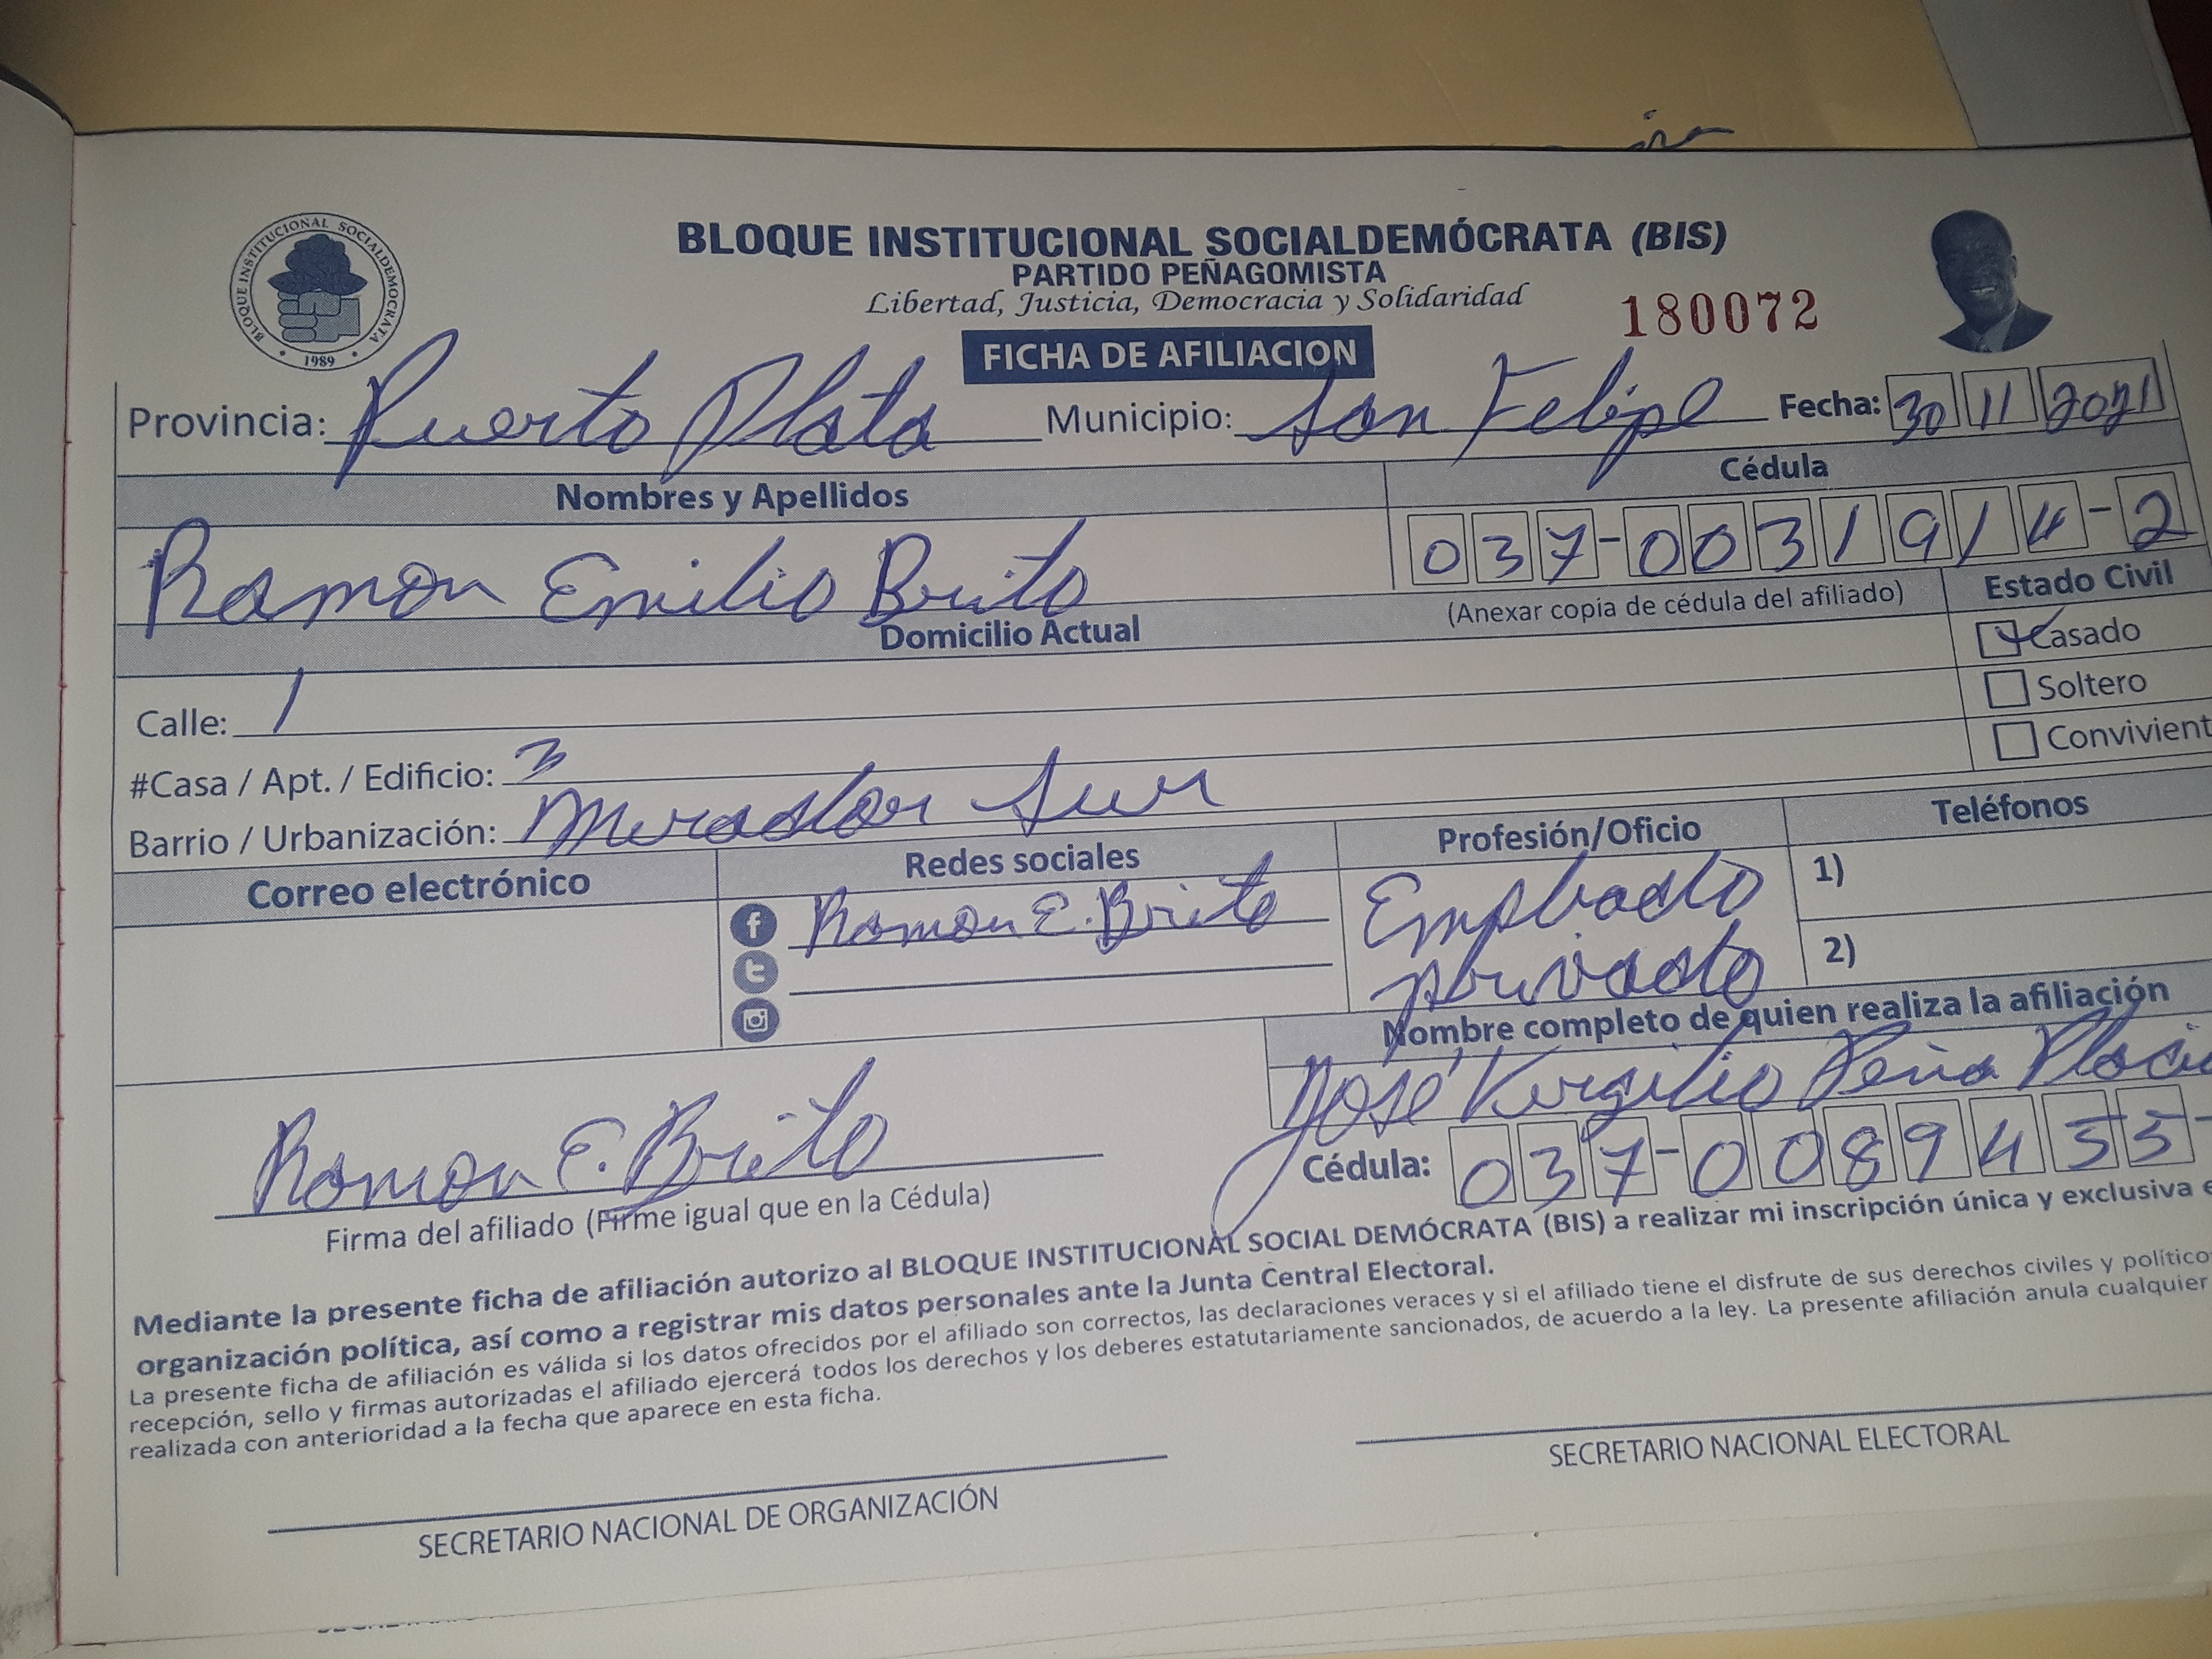 BLOQUE INSTITUCIONAL SOCIALDEMÓCRATA (BIS)
PARTIDO PEÑAGOMISTA
Libertad, Justicia, Democracia y Solidaridad
180072
BLOQUE INSTITUCIONAL SOCIALDEMOCRATA
1989
FICHA DE AFILIACION
Provincia: Puerto Plata Municipio: San Felipe Fecha: 30 11 2021
Nombres y Apellidos Cédula
Ramon Emilio Brito 037-0031914-2
(Anexar copia de cédula del afiliado)
Domicilio Actual Estado Civil
Casado
Calle: 1 Soltero
#Casa / Apt. / Edificio: 3 Convivient
Barrio / Urbanización: Mirador Sur
Correo electrónico Redes sociales Profesión/Oficio Teléfonos
Ramon E. Brito Empleado 1)
privado 2)
Nombre completo de quien realiza la afiliación
José Virgilio Peña
Ramon E. Brito Cédula: 037-0089455-
Firma del afiliado (Firme igual que en la Cédula)
Mediante la presente ficha de afiliación autorizo al BLOQUE INSTITUCIONAL SOCIAL DEMÓCRATA (BIS) a realizar mi inscripción única y exclusiva e
organización política, así como a registrar mis datos personales ante la Junta Central Electoral.
La presente ficha de afiliación es válida si los datos ofrecidos por el afiliado son correctos, las declaraciones veraces y si el afiliado tiene el disfrute de sus derechos civiles y político
recepción, sello y firmas autorizadas el afiliado ejercerá todos los derechos y los deberes estatutariamente sancionados, de acuerdo a la ley. La presente afiliación anula cualquier
realizada con anterioridad a la fecha que aparece en esta ficha.
SECRETARIO NACIONAL DE ORGANIZACIÓN SECRETARIO NACIONAL ELECTORAL